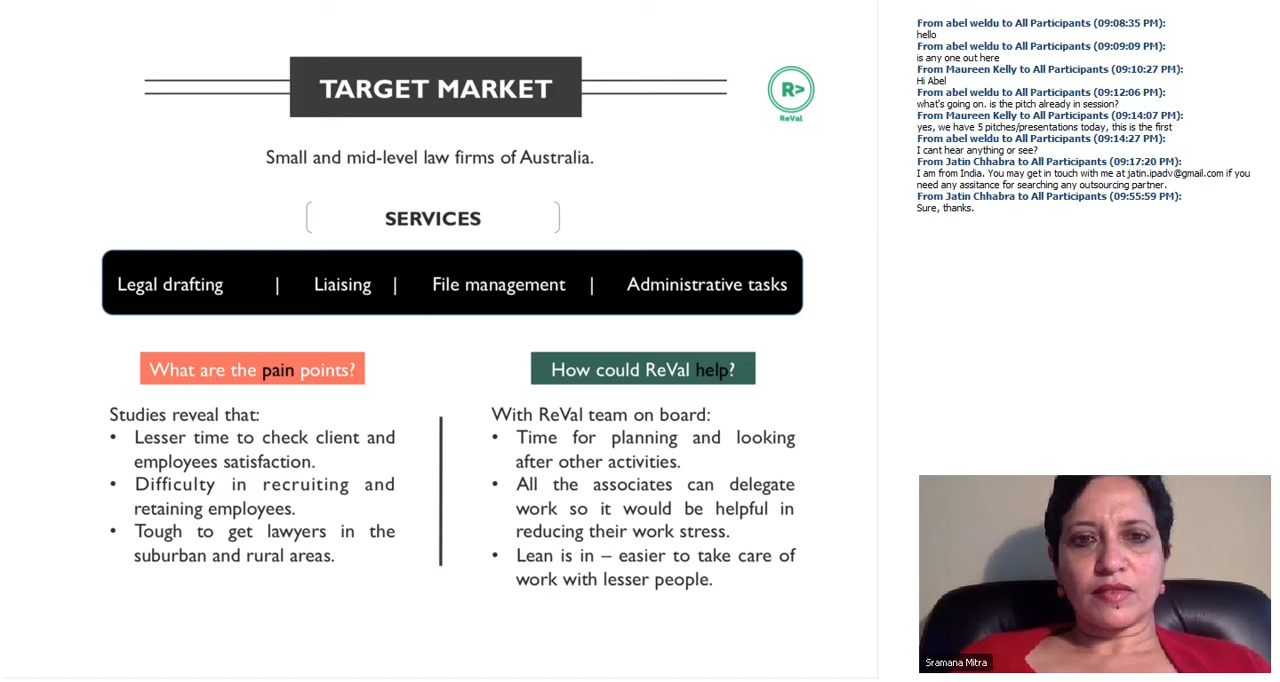 TARGET MARKET
R>
ReVal
Small and mid-level law firms of Australia.
SERVICES
Legal drafting | Liaising | File management | Administrative tasks
What are the pain points?
Studies reveal that:
• Lesser time to check client and
employees satisfaction.
• Difficulty in recruiting and
retaining employees.
• Tough to get lawyers in the
suburban and rural areas.
How could ReVal help?
With ReVal team on board:
• Time for planning and looking
after other activities.
• All the associates can delegate
work so it would be helpful in
reducing their work stress.
• Lean is in – easier to take care of
work with lesser people.
From abel weldu to All Participants (09:08:35 PM):
hello
From abel weldu to All Participants (09:09:09 PM):
is any one out here
From Maureen Kelly to All Participants (09:10:27 PM):
Hi Abel
From abel weldu to All Participants (09:12:06 PM):
what's going on. is the pitch already in session?
From Maureen Kelly to All Participants (09:14:07 PM):
yes, we have 5 pitches/presentations today, this is the first
From abel weldu to All Participants (09:14:27 PM):
I cant hear anything or see?
From Jatin Chhabra to All Participants (09:17:20 PM):
I am from India. You may get in touch with me at jatin.ipadv@gmail.com if you
need any assitance for searching any outsourcing partner.
From Jatin Chhabra to All Participants (09:55:59 PM):
Sure, thanks.
Sramana Mitra